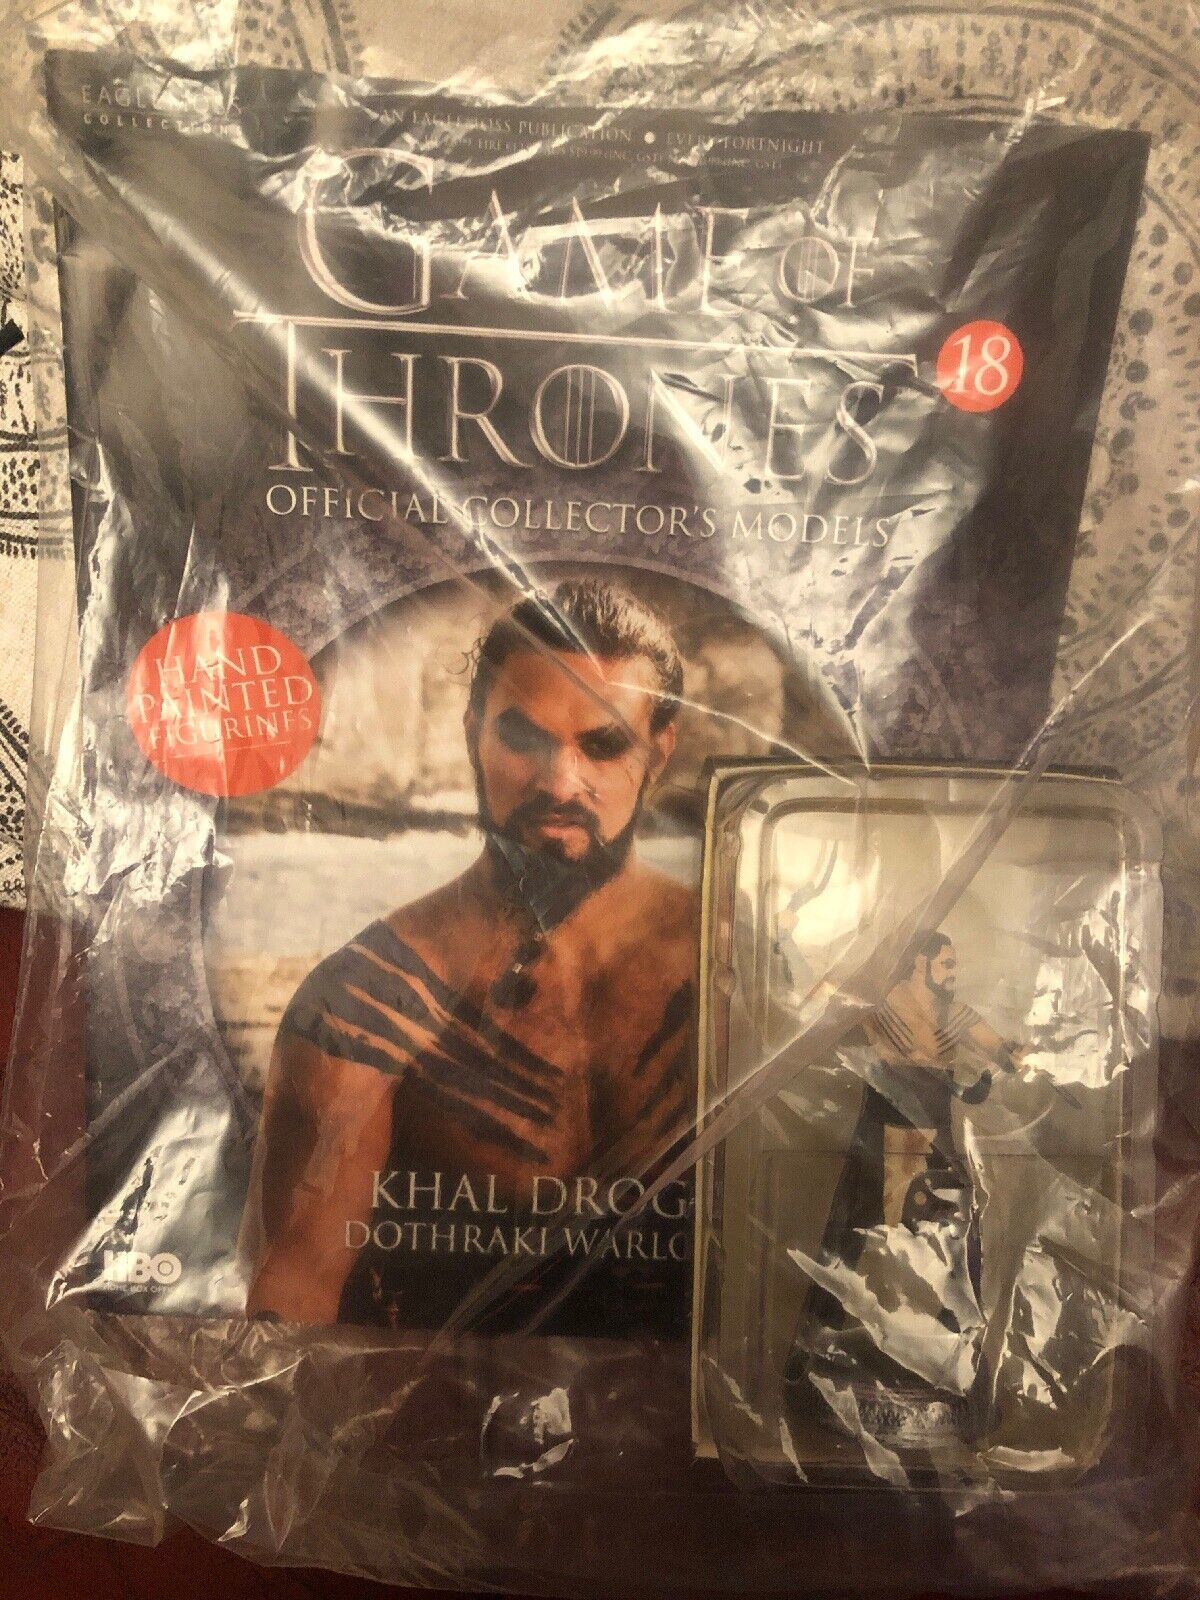 EAGLEMOSS
COLLECTIONS
AN EAGLEMOSS PUBLICATION • EVERY FORTNIGHT
GAME OF
THRONES
18
OFFICIAL COLLECTOR'S MODELS
HAND
PAINTED
FIGURINES
KHAL DROG
DOTHRAKI WARLO
HBO